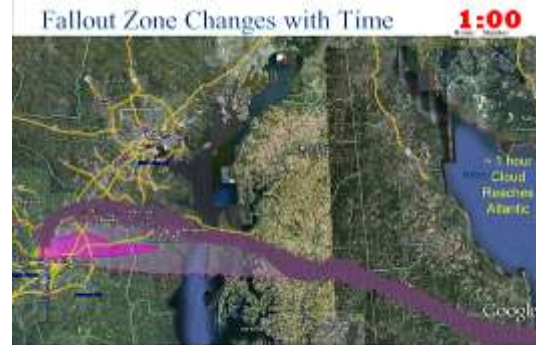 Fallout Zone Changes with Time
1:00
~ 1 hour
Cloud
Reaches
Atlantic
Google